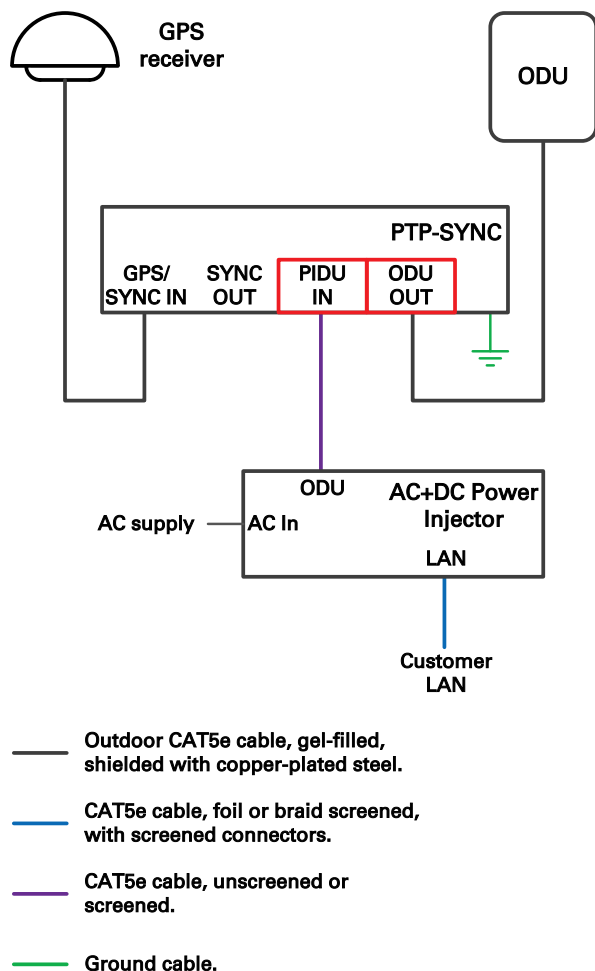 GPS
receiver
ODU
PTP-SYNC
GPS/
SYNC IN
SYNC
OUT
PIDU
IN
ODU
OUT
ODU
AC+DC Power
Injector
AC supply
AC In
LAN
Customer
LAN
Outdoor CAT5e cable, gel-filled,
shielded with copper-plated steel.
CAT5e cable, foil or braid screened,
with screened connectors.
CAT5e cable, unscreened or
screened.
Ground cable.